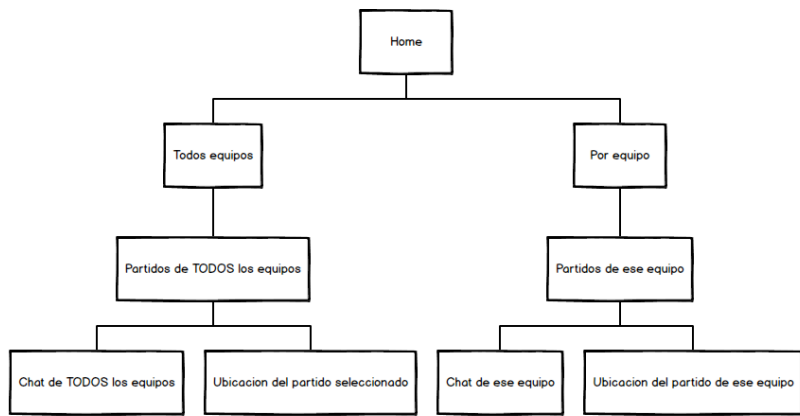 Home
Todos equipos
Por equipo
Partidos de TODOS los equipos
Partidos de ese equipo
Chat de TODOS los equipos
Ubicacion del partido seleccionado
Chat de ese equipo
Ubicacion del partido de ese equipo